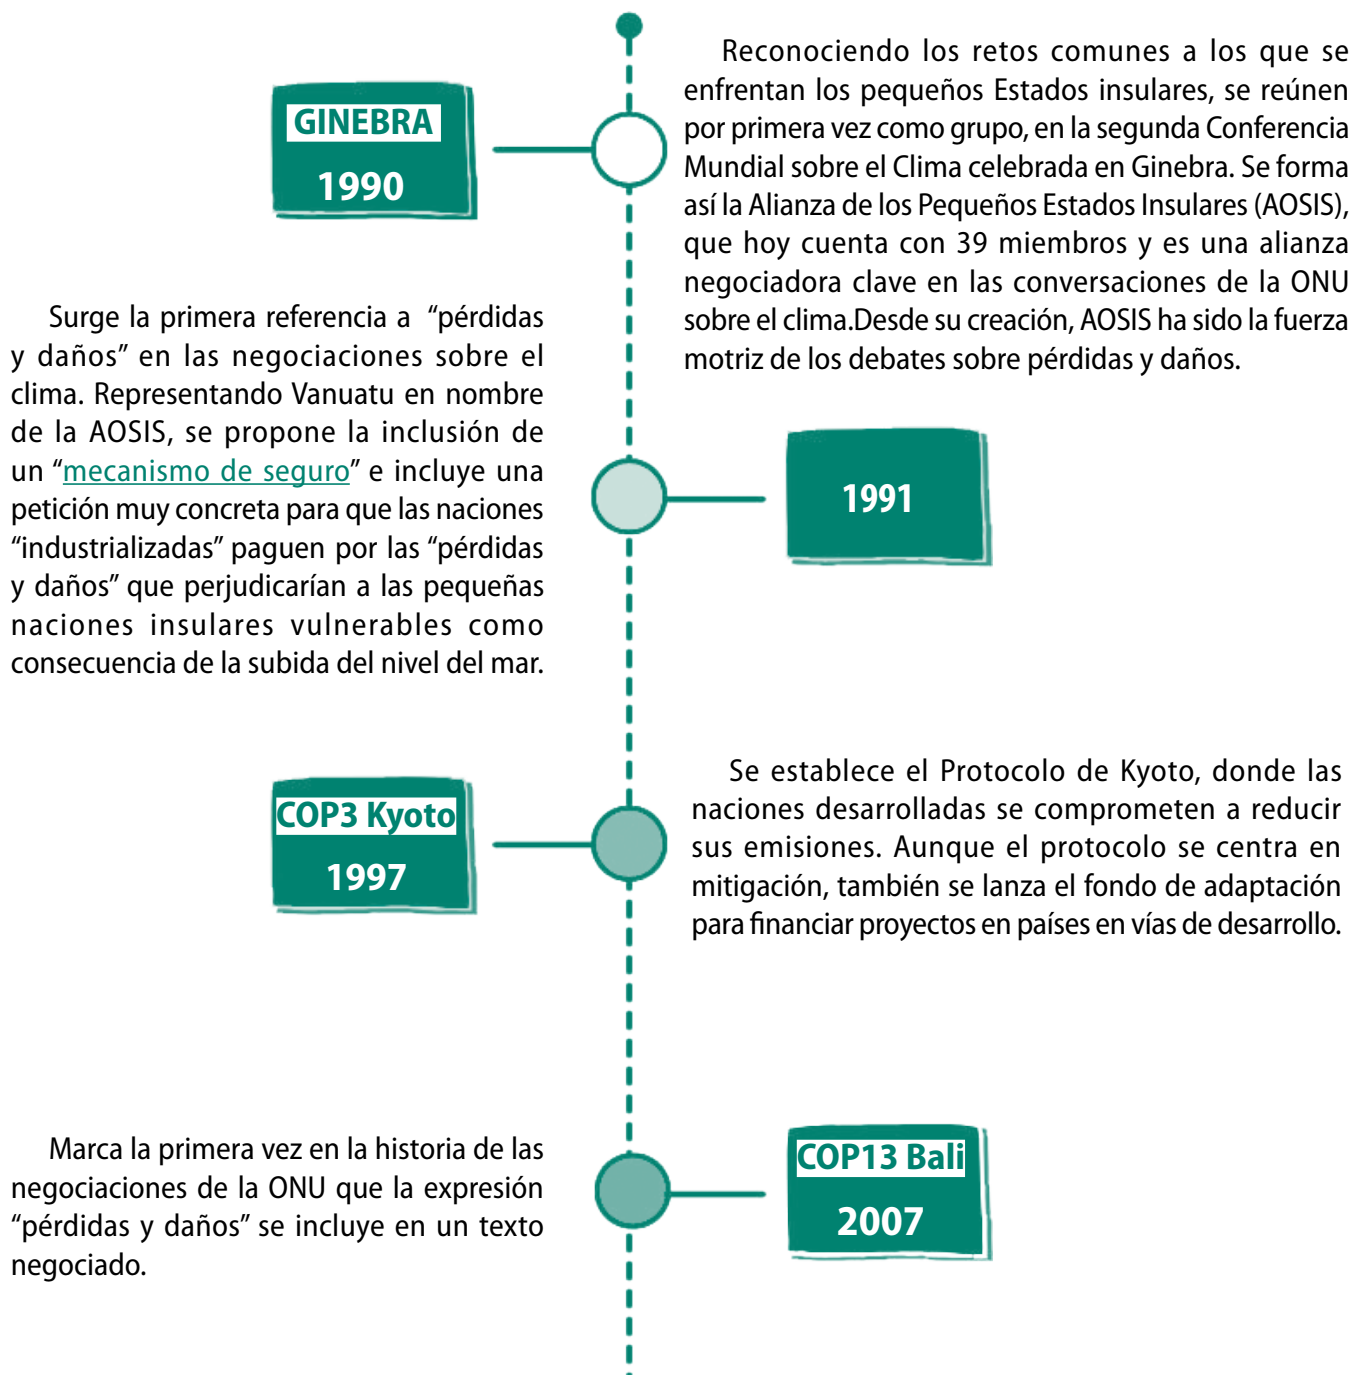 GINEBRA
1990
Reconociendo los retos comunes a los que se
enfrentan los pequeños Estados insulares, se reúnen
por primera vez como grupo, en la segunda Conferencia
Mundial sobre el Clima celebrada en Ginebra. Se forma
así la Alianza de los Pequeños Estados Insulares (AOSIS),
que hoy cuenta con 39 miembros y es una alianza
negociadora clave en las conversaciones de la ONU
sobre el clima.Desde su creación, AOSIS ha sido la fuerza
motriz de los debates sobre pérdidas y daños.
1991
Surge la primera referencia a “pérdidas
y daños” en las negociaciones sobre el
clima. Representando Vanuatu en nombre
de la AOSIS, se propone la inclusión de
un “mecanismo de seguro” e incluye una
petición muy concreta para que las naciones
“industrializadas” paguen por las “pérdidas
y daños” que perjudicarían a las pequeñas
naciones insulares vulnerables como
consecuencia de la subida del nivel del mar.
COP3 Kyoto
1997
Se establece el Protocolo de Kyoto, donde las
naciones desarrolladas se comprometen a reducir
sus emisiones. Aunque el protocolo se centra en
mitigación, también se lanza el fondo de adaptación
para financiar proyectos en países en vías de desarrollo.
COP13 Bali
2007
Marca la primera vez en la historia de las
negociaciones de la ONU que la expresión
“pérdidas y daños” se incluye en un texto
negociado.